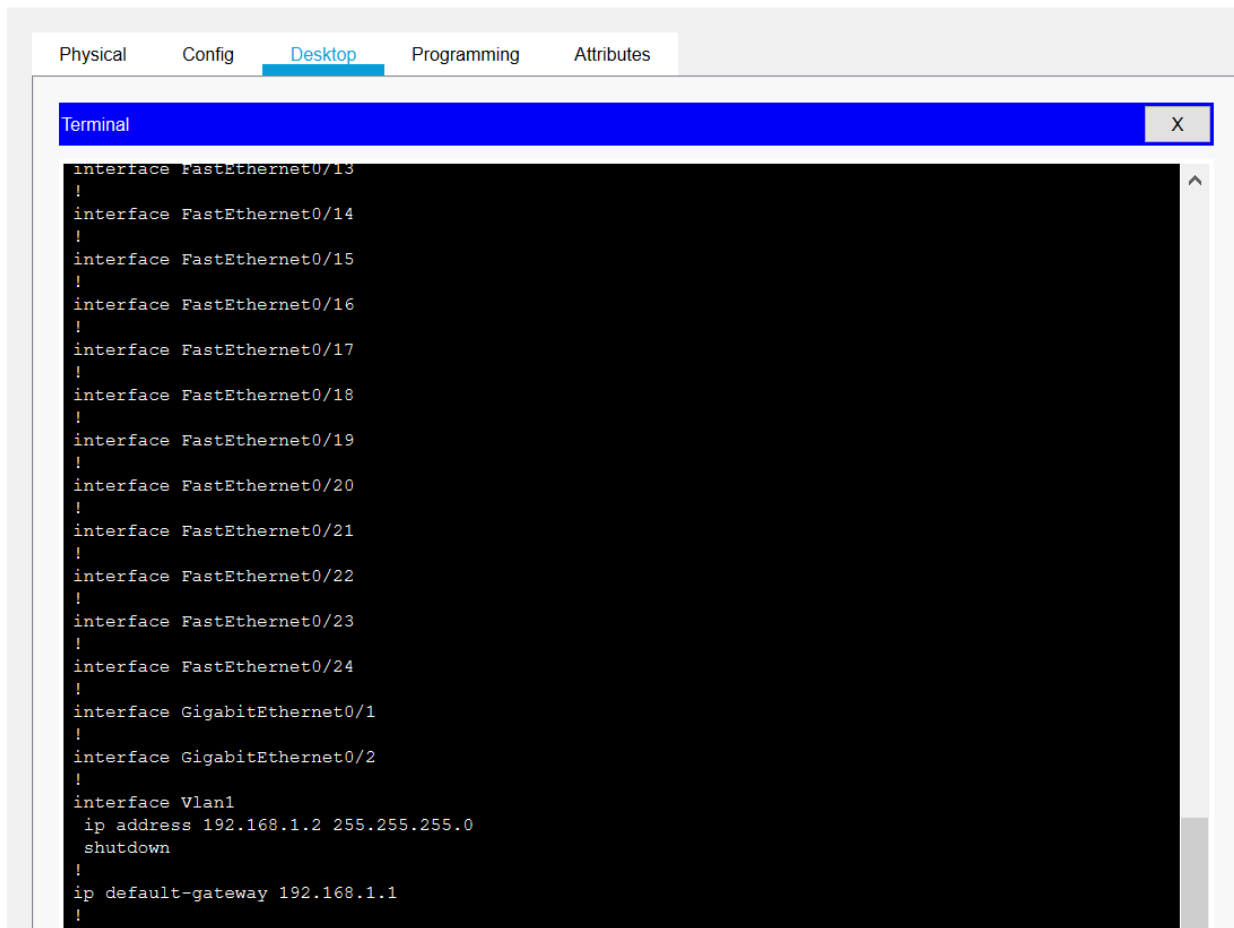 Physical Config Desktop Programming Attributes
Terminal X
interface FastEthernet0/13
!
interface FastEthernet0/14
!
interface FastEthernet0/15
!
interface FastEthernet0/16
!
interface FastEthernet0/17
!
interface FastEthernet0/18
!
interface FastEthernet0/19
!
interface FastEthernet0/20
!
interface FastEthernet0/21
!
interface FastEthernet0/22
!
interface FastEthernet0/23
!
interface FastEthernet0/24
!
interface GigabitEthernet0/1
!
interface GigabitEthernet0/2
!
interface Vlan1
 ip address 192.168.1.2 255.255.255.0
 shutdown
!
ip default-gateway 192.168.1.1
!